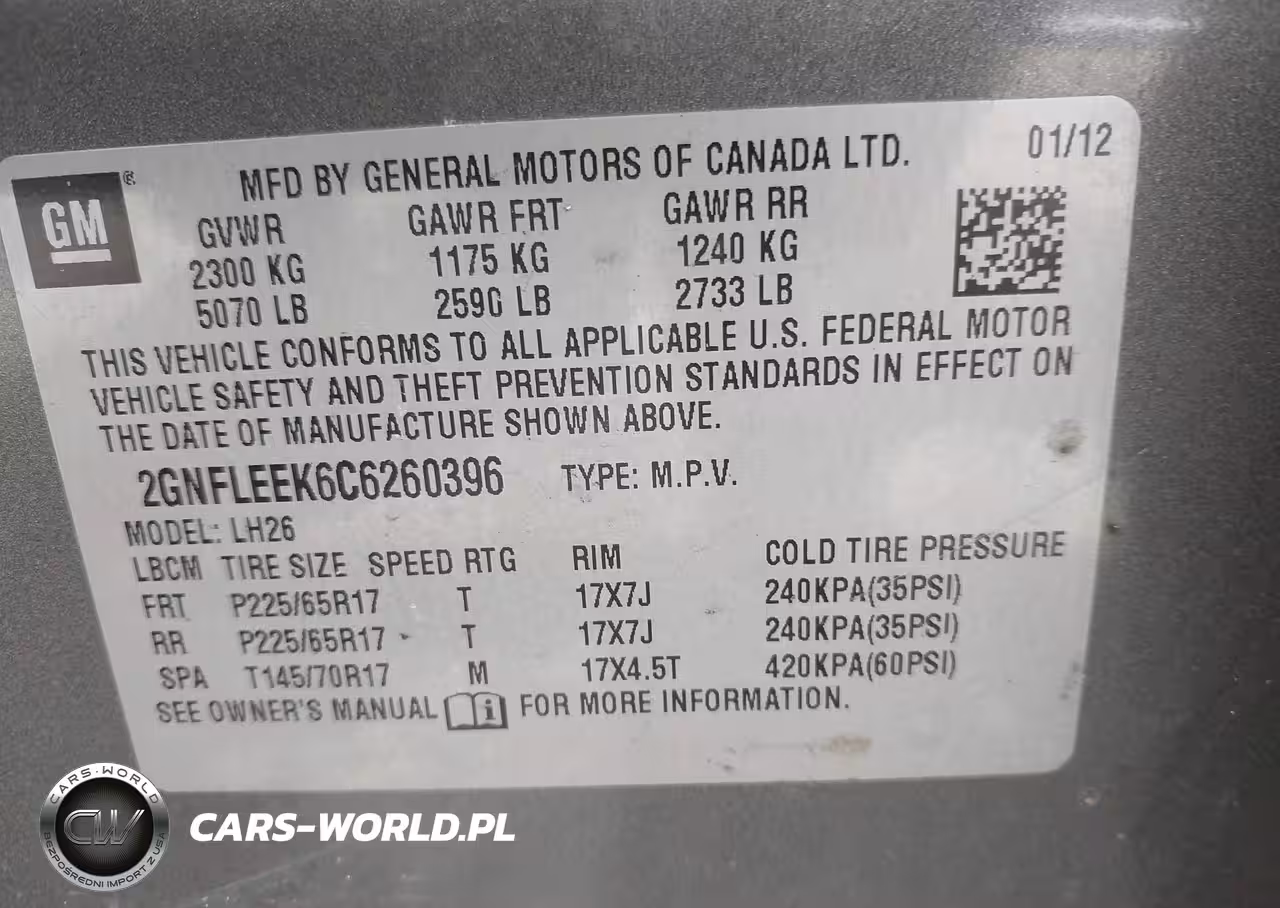 01/12
GM ®
MFD BY GENERAL MOTORS OF CANADA LTD.
GVWR GAWR FRT GAWR RR
2300 KG 1175 KG 1240 KG
5070 LB 2590 LB 2733 LB
THIS VEHICLE CONFORMS TO ALL APPLICABLE U.S. FEDERAL MOTOR
VEHICLE SAFETY AND THEFT PREVENTION STANDARDS IN EFFECT ON
THE DATE OF MANUFACTURE SHOWN ABOVE.
2GNFLEEK6C6260396 TYPE: M.P.V.
MODEL: LH26
LBCM TIRE SIZE SPEED RTG RIM COLD TIRE PRESSURE
FRT P225/65R17 T 17X7J 240KPA(35PSI)
RR P225/65R17 T 17X7J 240KPA(35PSI)
SPA T145/70R17 M 17X4.5T 420KPA(60PSI)
SEE OWNER'S MANUAL i FOR MORE INFORMATION.
CARS-WORLD
CW
BEZPOŚREDNI IMPORT Z USA
CARS-WORLD.PL